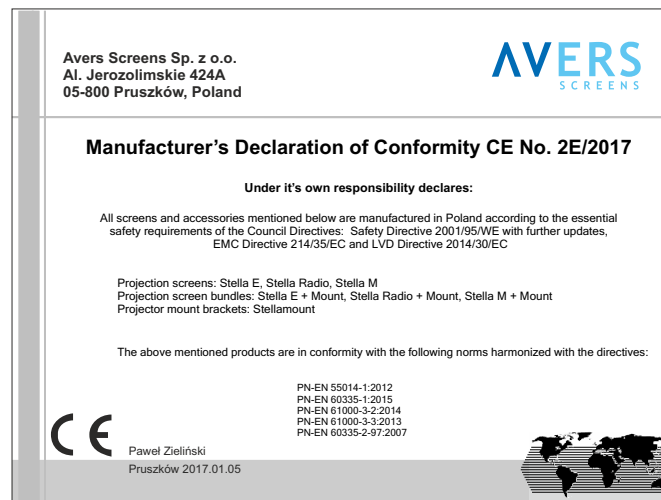 Avers Screens Sp. z o.o.
Al. Jerozolimskie 424A
05-800 Pruszków, Poland
AVERS
SCREENS
Manufacturer's Declaration of Conformity CE No. 2E/2017
Under it's own responsibility declares:
All screens and accessories mentioned below are manufactured in Poland according to the essential
safety requirements of the Council Directives: Safety Directive 2001/95/WE with further updates,
EMC Directive 214/35/EC and LVD Directive 2014/30/EC
Projection screens: Stella E, Stella Radio, Stella M
Projection screen bundles: Stella E + Mount, Stella Radio + Mount, Stella M + Mount
Projector mount brackets: Stellamount
The above mentioned products are in conformity with the following norms harmonized with the directives:
PN-EN 55014-1:2012
PN-EN 60335-1:2015
PN-EN 61000-3-2:2014
PN-EN 61000-3-3:2013
PN-EN 60335-2-97:2007
CE
Paweł Zieliński
Pruszków 2017.01.05